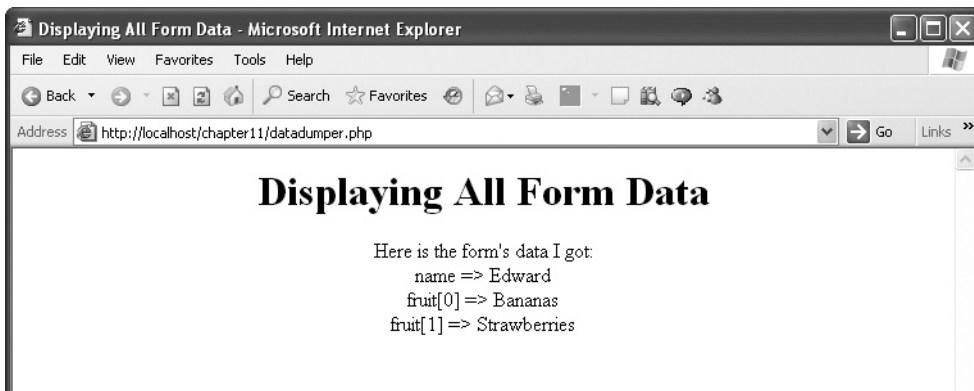 Displaying All Form Data - Microsoft Internet Explorer
File Edit View Favorites Tools Help
Back Search Favorites
Address http://localhost/chapter11/datadumper.php Go Links »
Displaying All Form Data
Here is the form's data I got:
name => Edward
fruit[0] => Bananas
fruit[1] => Strawberries